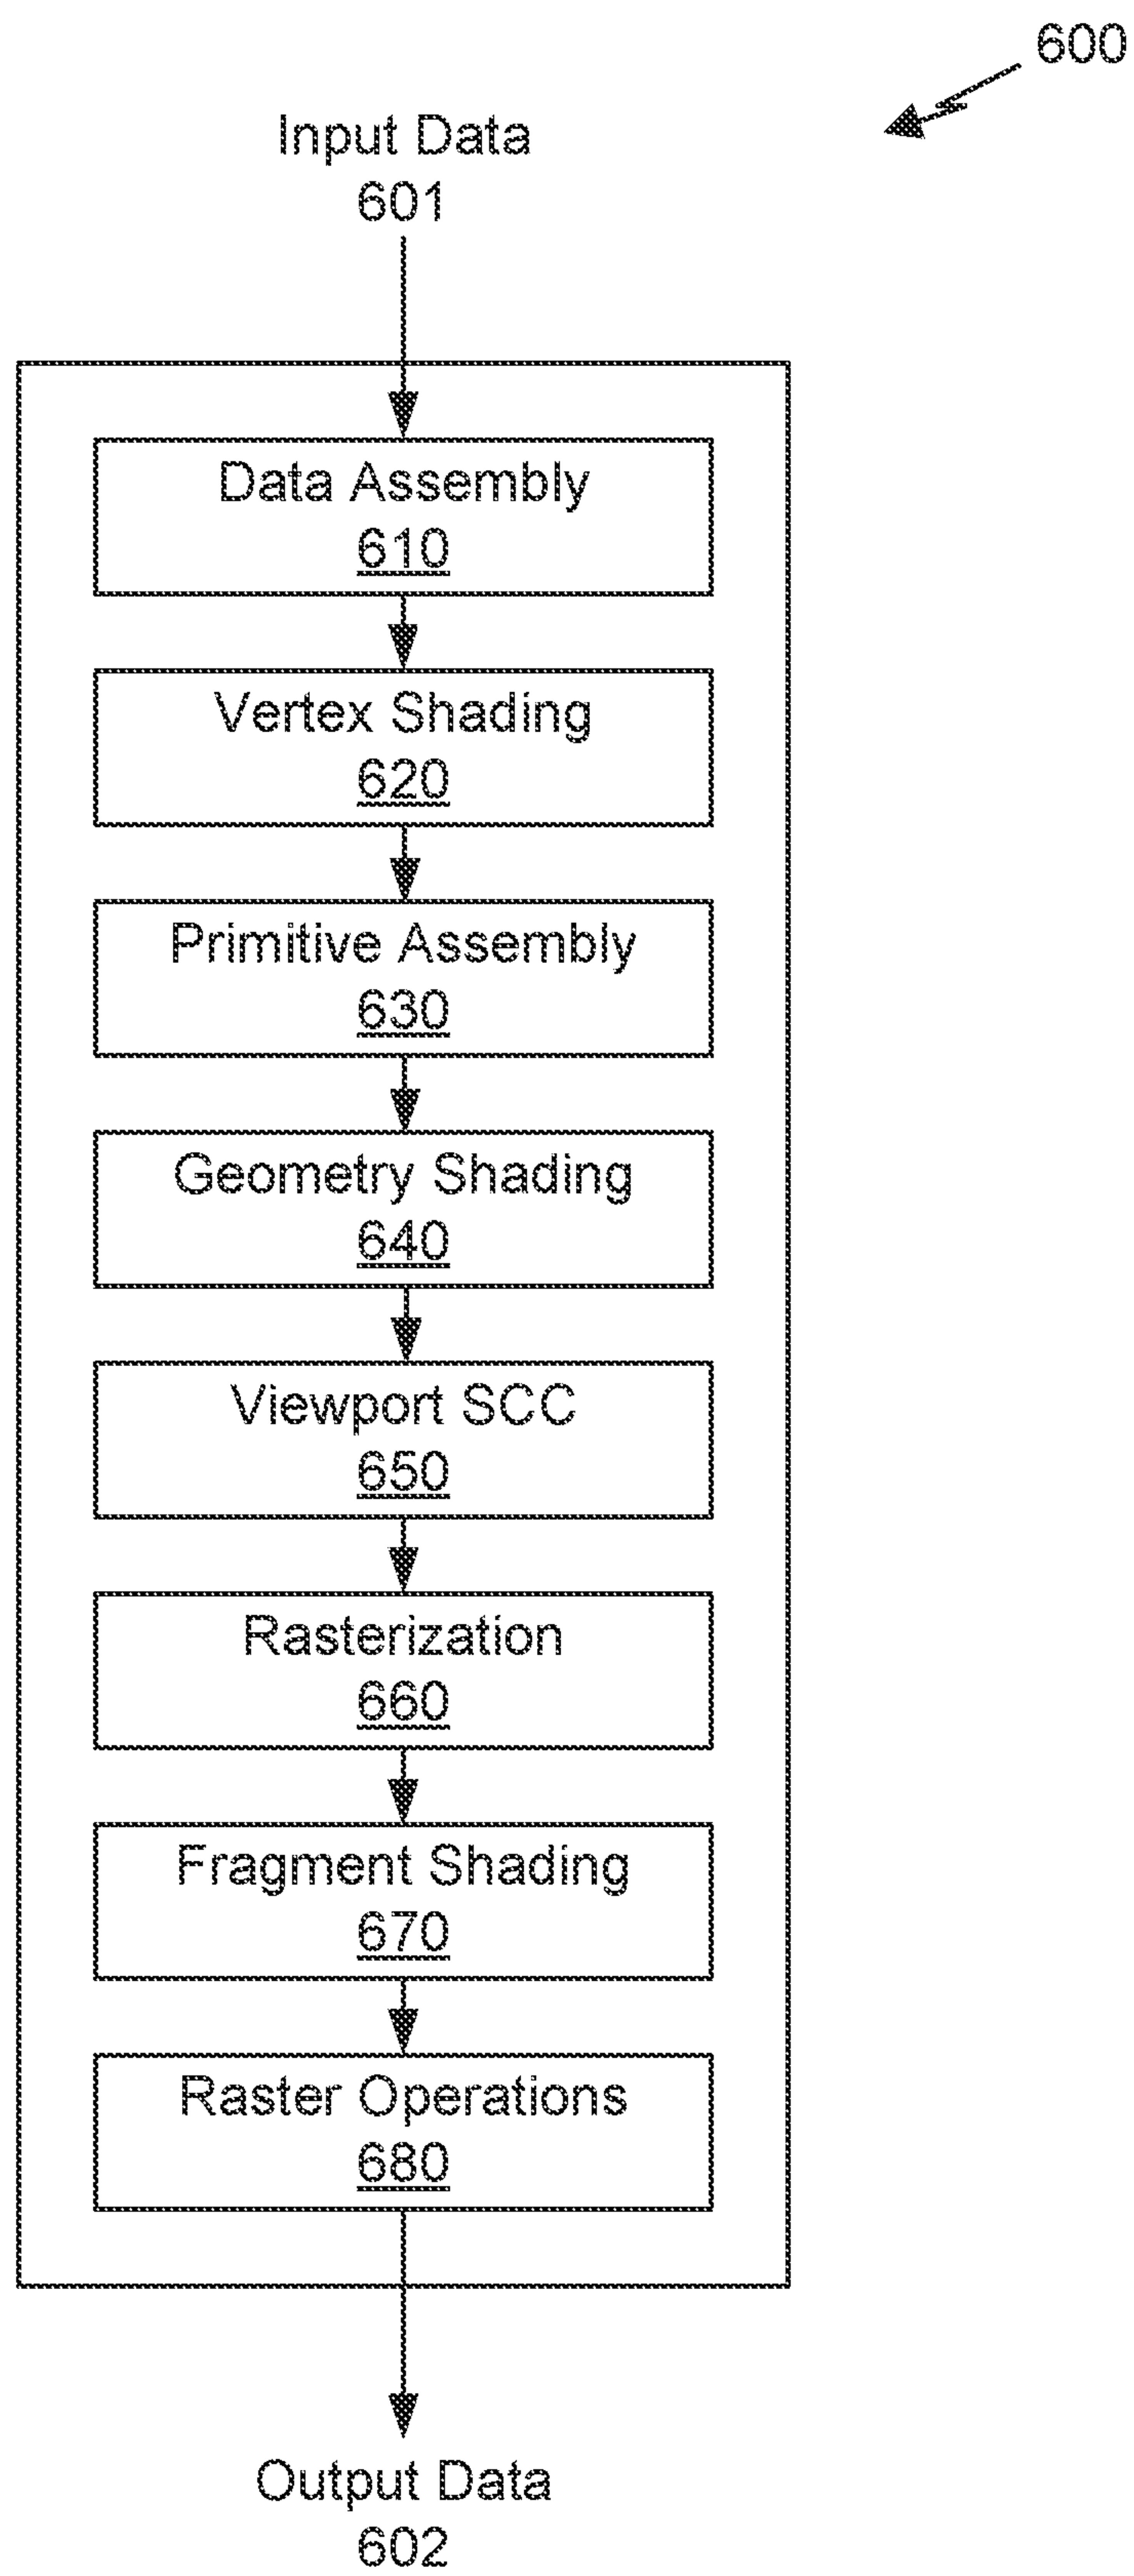 600
Input Data
601
Data Assembly
610
Vertex Shading
620
Primitive Assembly
630
Geometry Shading
640
Viewport SCC
650
Rasterization
660
Fragment Shading
670
Raster Operations
680
Output Data
602